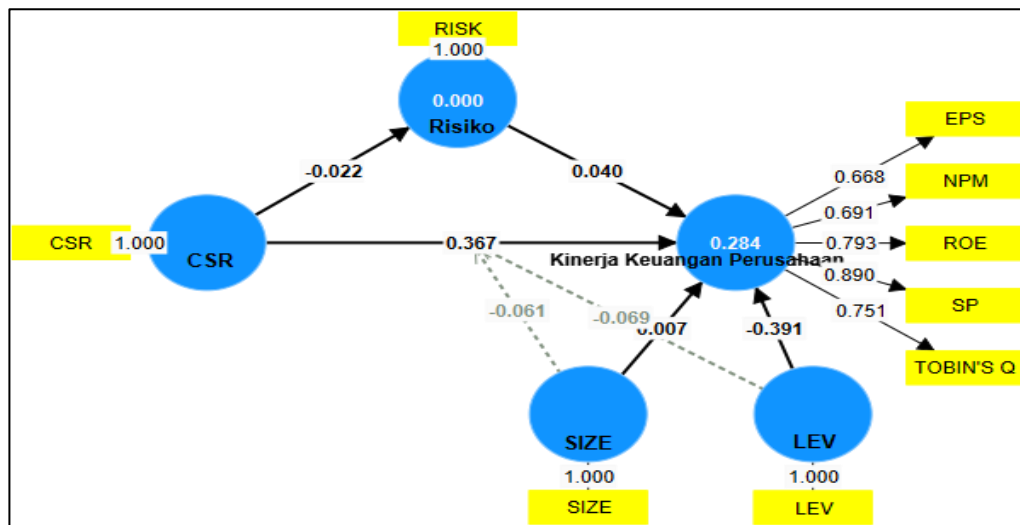 RISK
1.000
0.000
Risiko
-0.022
0.040
CSR
1.000
CSR
0.367
0.284
Kinerja Keuangan Perusahaan
EPS
0.668
NPM
0.691
ROE
0.793
SP
0.890
TOBIN'S Q
0.751
-0.061
-0.069
0.007
-0.391
SIZE
LEV
1.000
1.000
SIZE
LEV